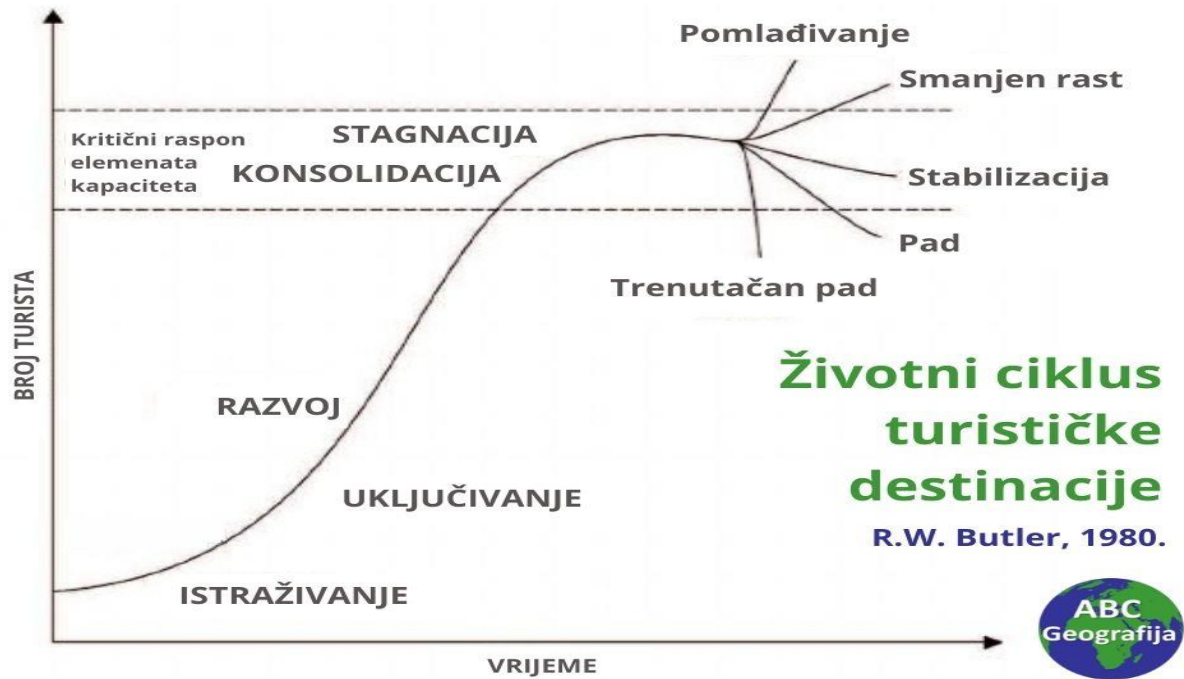 Pomlađivanje
Smanjen rast
Kritični raspon
elemenata
kapaciteta
STAGNACIJA
KONSOLIDACIJA
Stabilizacija
Pad
Trenutačan pad
BROJ TURISTA
RAZVOJ
UKLJUČIVANJE
ISTRAŽIVANJE
VRIJEME
Životni ciklus
turističke
destinacije
R.W. Butler, 1980.
ABC
Geografija